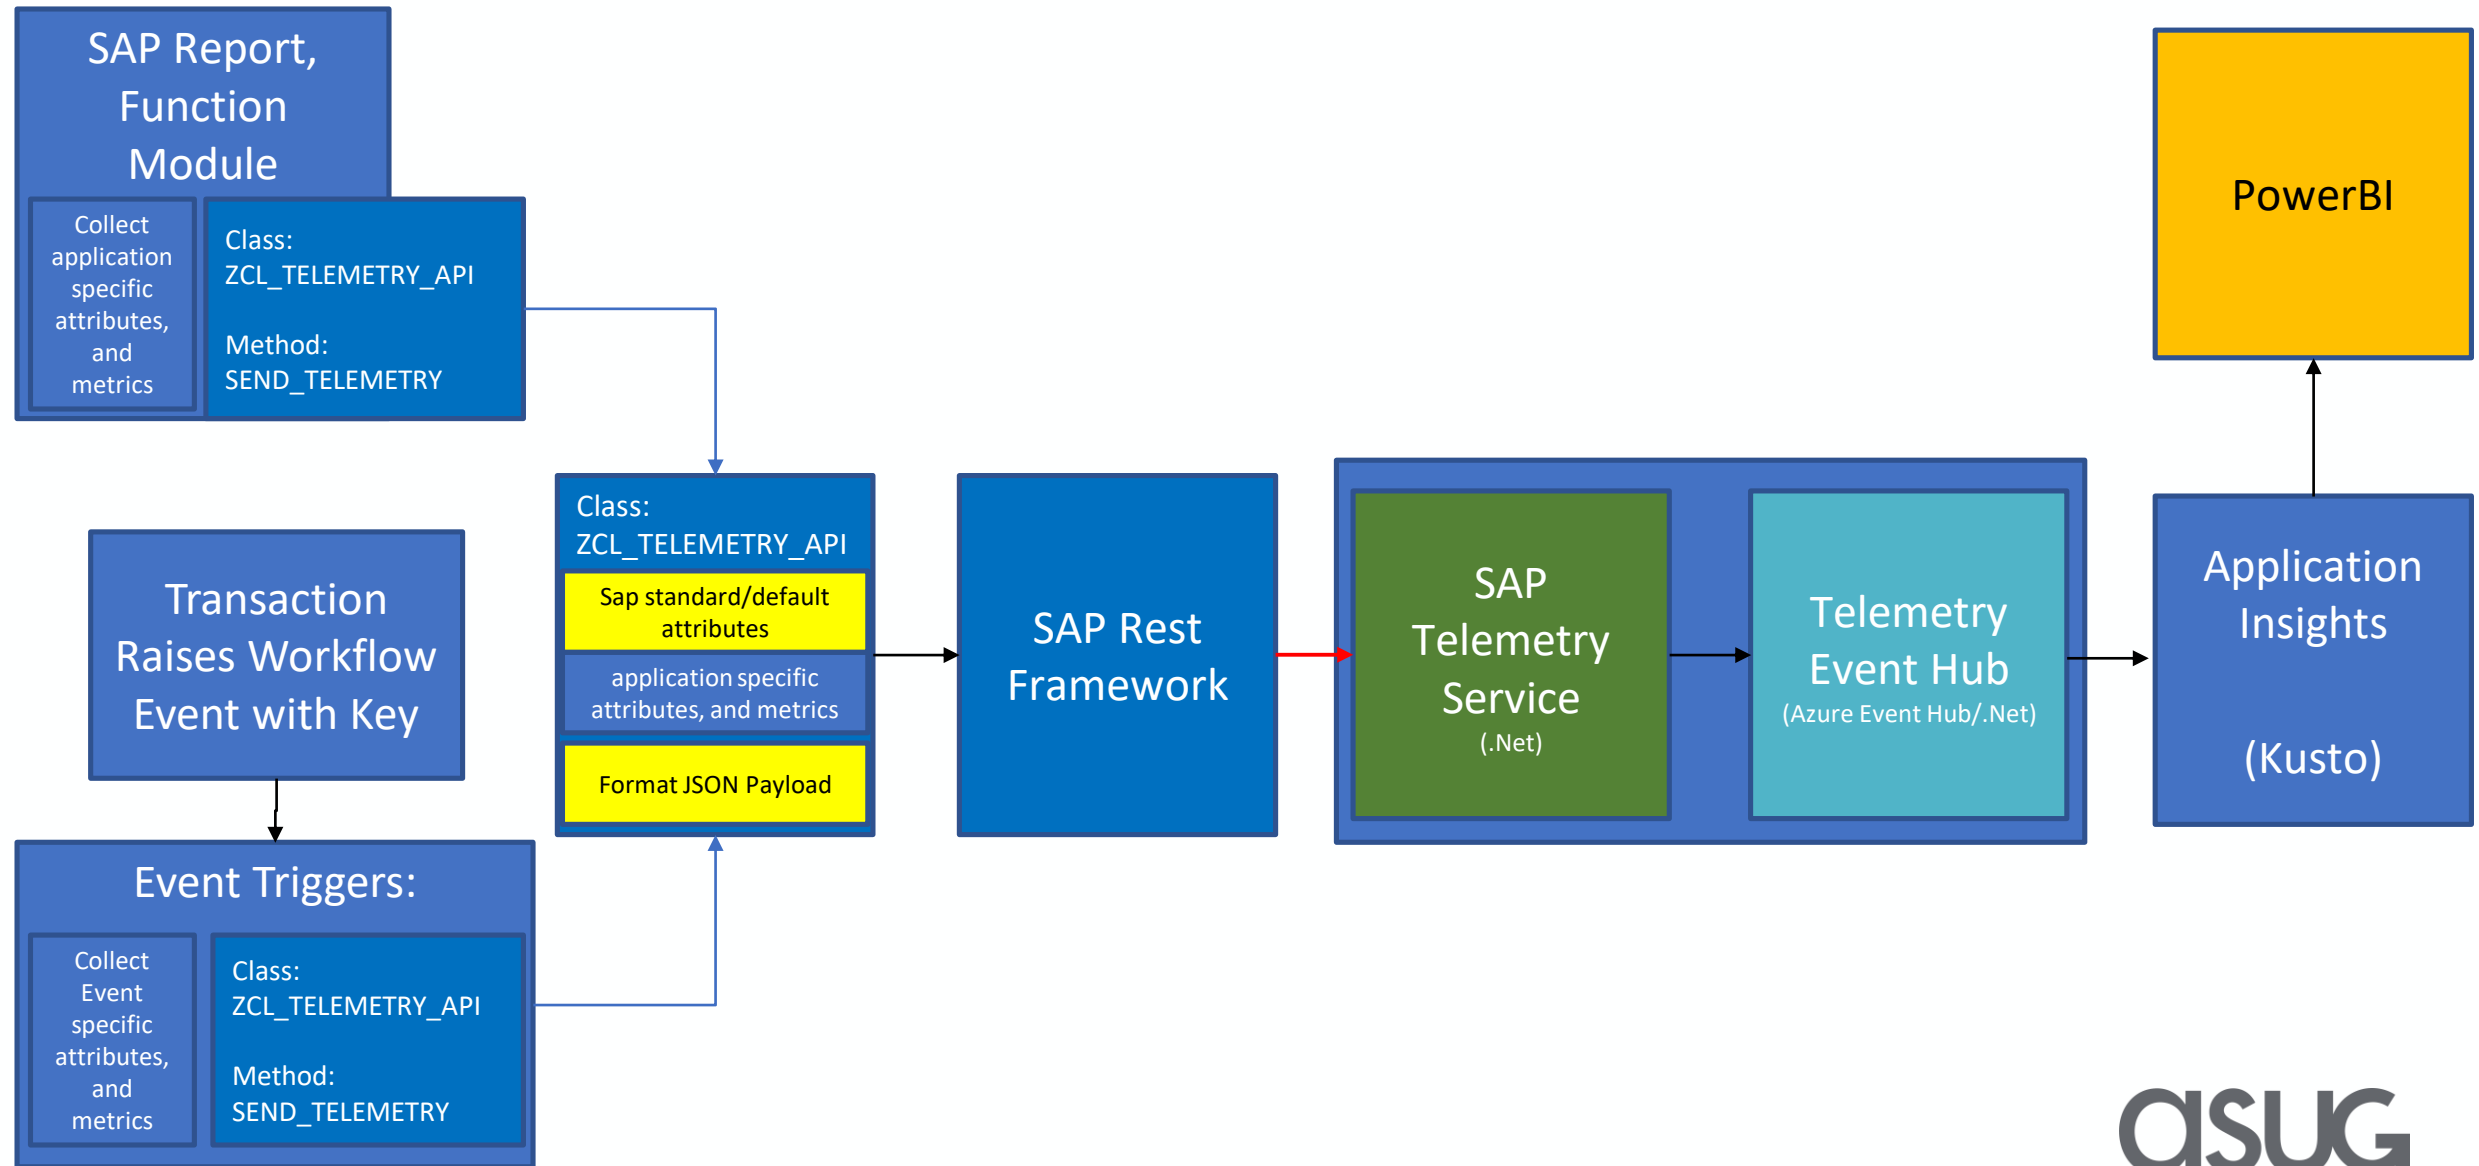 SAP Report,
Function
Module
Collect
application
specific
attributes,
and
metrics
Class:
ZCL_TELEMETRY_API
Method:
SEND_TELEMETRY
Transaction
Raises Workflow
Event with Key
Event Triggers:
Collect
Event
specific
attributes,
and
metrics
Class:
ZCL_TELEMETRY_API
Method:
SEND_TELEMETRY
Class:
ZCL_TELEMETRY_API
Sap standard/default
attributes
application specific
attributes, and metrics
Format JSON Payload
SAP Rest
Framework
SAP
Telemetry
Service
(.Net)
Telemetry
Event Hub
(Azure Event Hub/.Net)
Application
Insights
(Kusto)
PowerBI
asuG